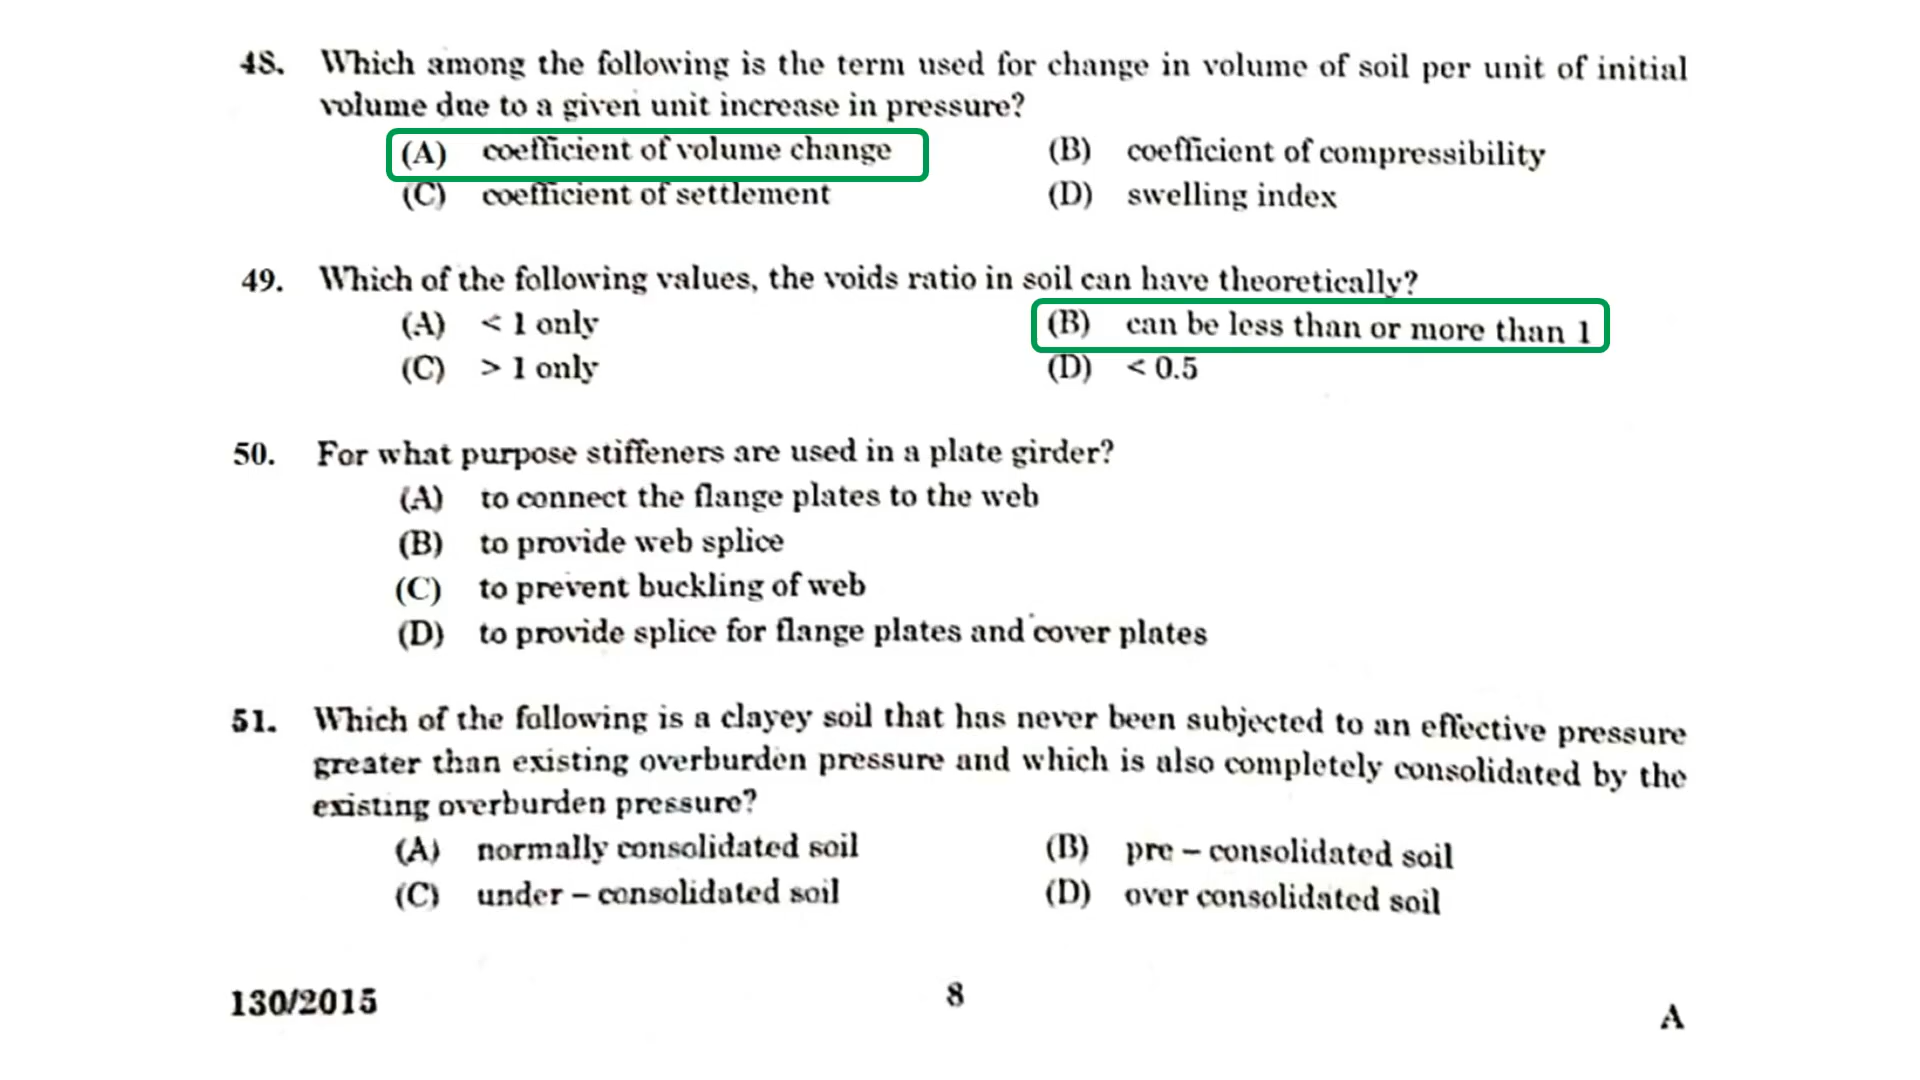 48. Which among the following is the term used for change in volume of soil per unit of initial
volume due to a given unit increase in pressure?
(A) coefficient of volume change (B) coefficient of compressibility
(C) coefficient of settlement (D) swelling index
49. Which of the following values, the voids ratio in soil can have theoretically?
(A) < 1 only (B) can be less than or more than 1
(C) > 1 only (D) < 0.5
50. For what purpose stiffeners are used in a plate girder?
(A) to connect the flange plates to the web
(B) to provide web splice
(C) to prevent buckling of web
(D) to provide splice for flange plates and cover plates
51. Which of the following is a clayey soil that has never been subjected to an effective pressure
greater than existing overburden pressure and which is also completely consolidated by the
existing overburden pressure?
(A) normally consolidated soil (B) pre – consolidated soil
(C) under – consolidated soil (D) over consolidated soil
130/2015 8 A